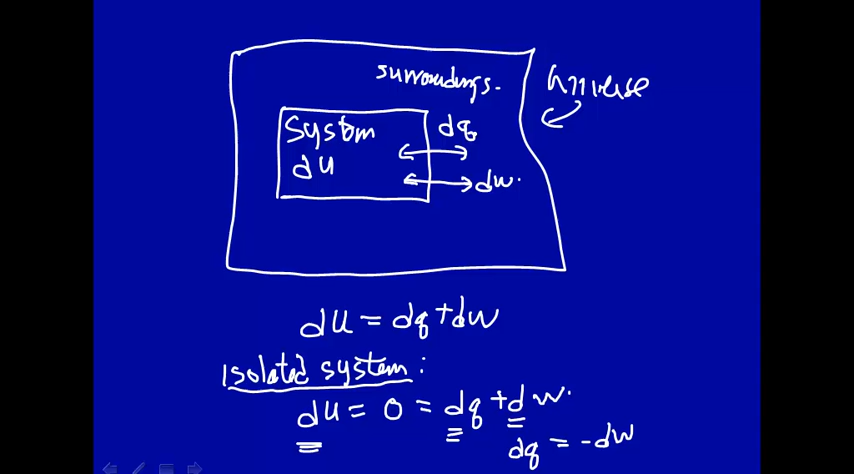 surroundings.
Universe
System
dq
dU
dw.
dU = dq + dw
Isolated system:
dU = 0 = dq + dw.
dq = -dw